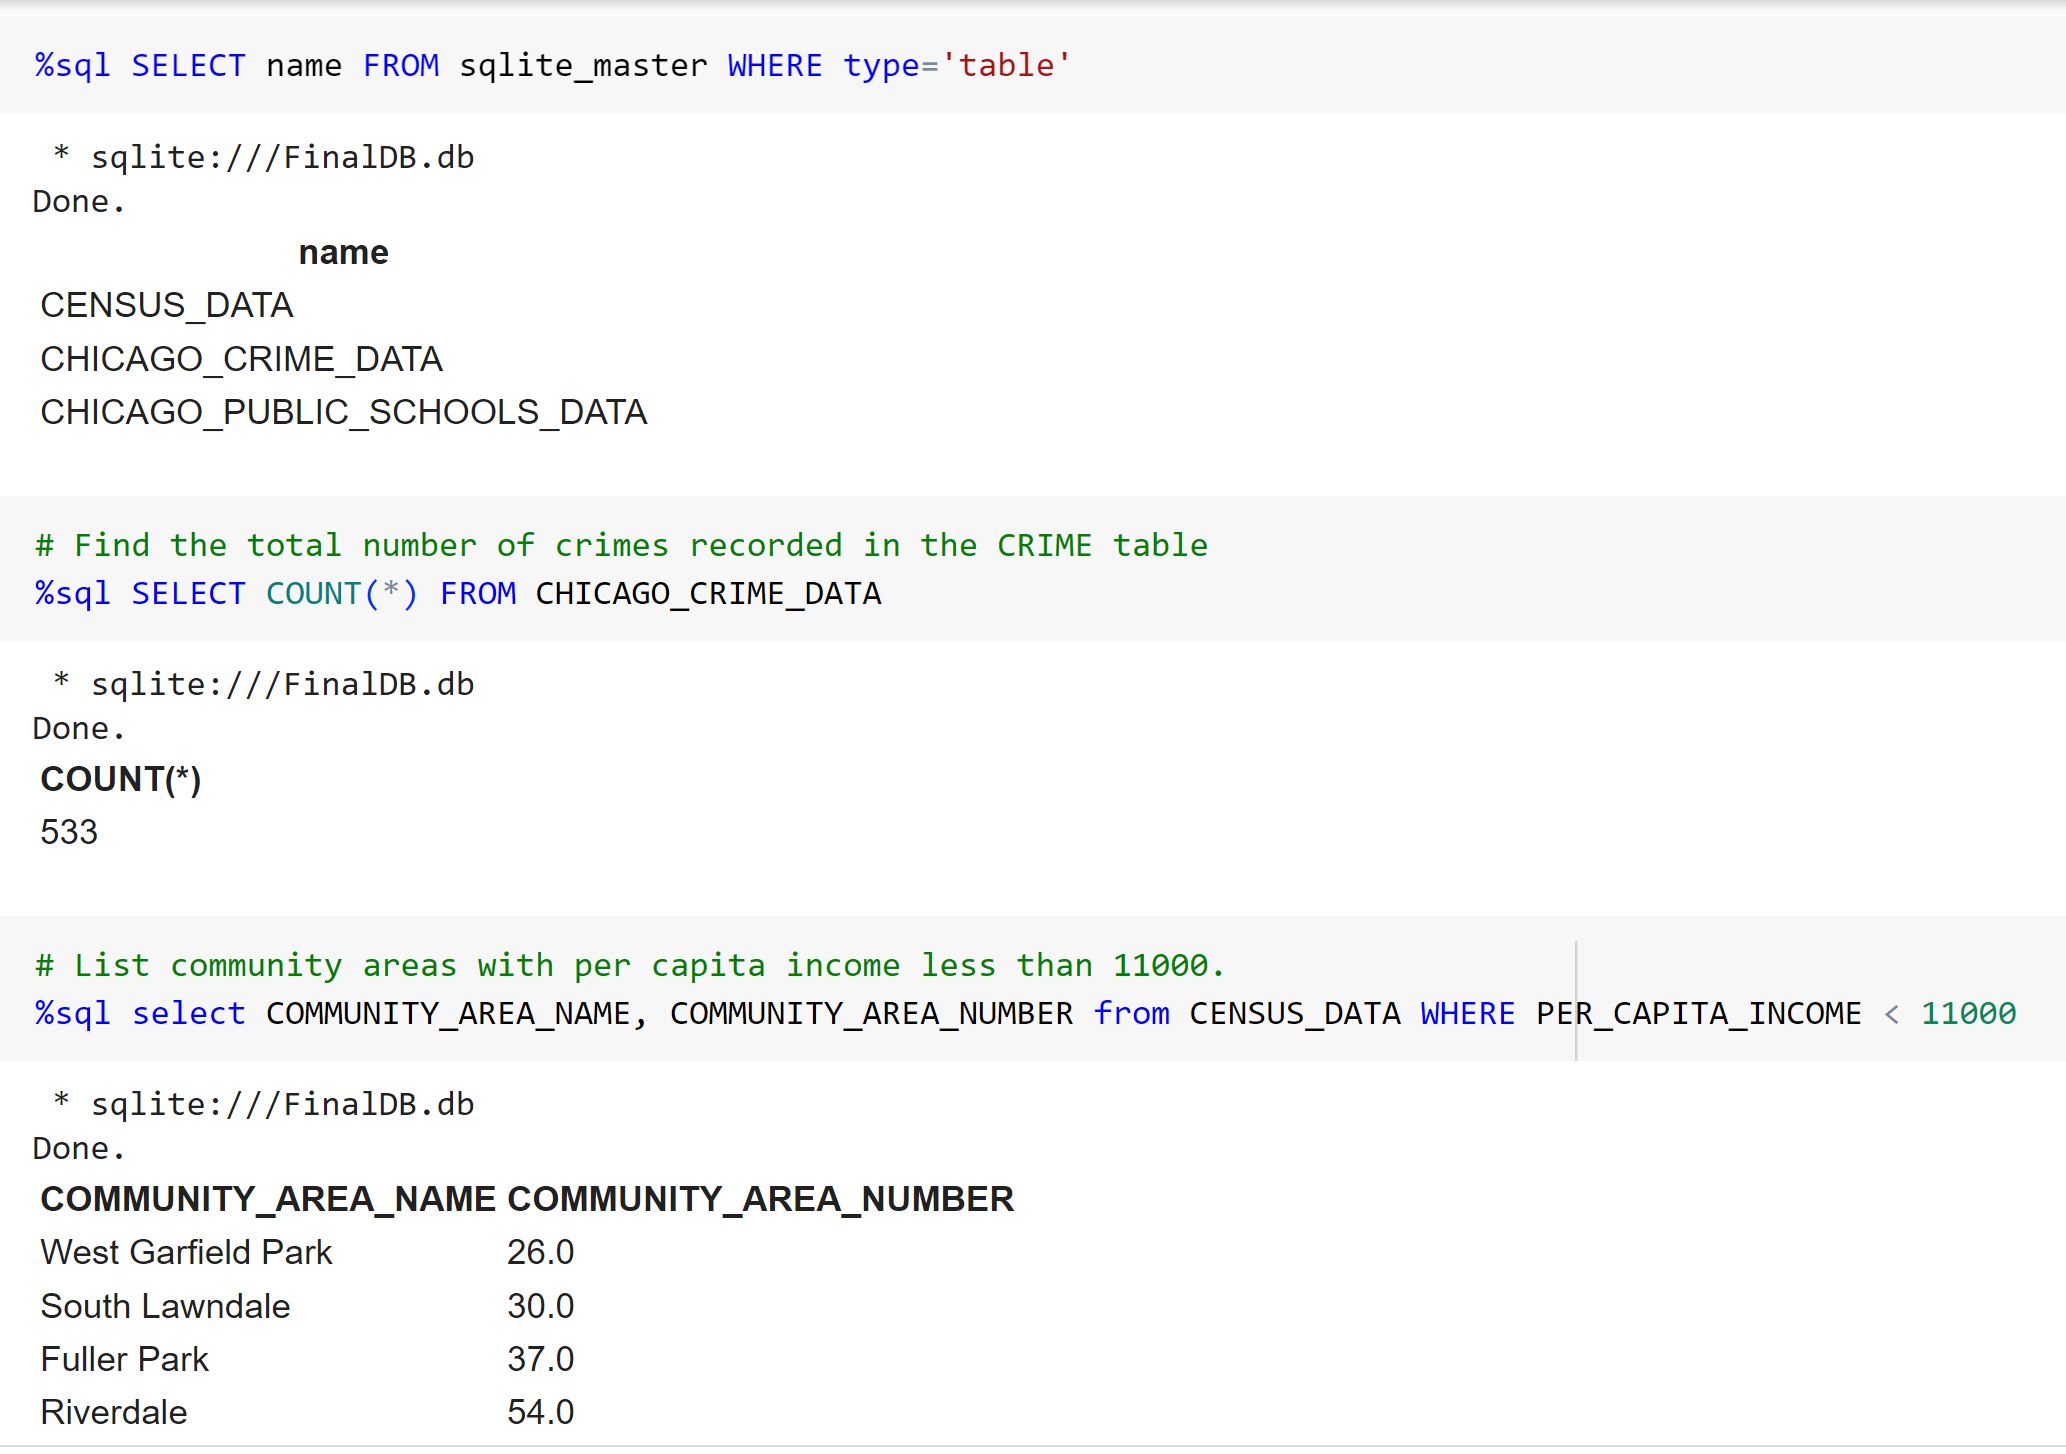 %sql SELECT name FROM sqlite_master WHERE type='table'
* sqlite:///FinalDB.db
Done.
name
CENSUS_DATA
CHICAGO_CRIME_DATA
CHICAGO_PUBLIC_SCHOOLS_DATA
# Find the total number of crimes recorded in the CRIME table
%sql SELECT COUNT(*) FROM CHICAGO_CRIME_DATA
* sqlite:///FinalDB.db
Done.
COUNT(*)
533
# List community areas with per capita income less than 11000.
%sql select COMMUNITY_AREA_NAME, COMMUNITY_AREA_NUMBER from CENSUS_DATA WHERE PER_CAPITA_INCOME < 11000
* sqlite:///FinalDB.db
Done.
COMMUNITY_AREA_NAME COMMUNITY_AREA_NUMBER
West Garfield Park 26.0
South Lawndale 30.0
Fuller Park 37.0
Riverdale 54.0